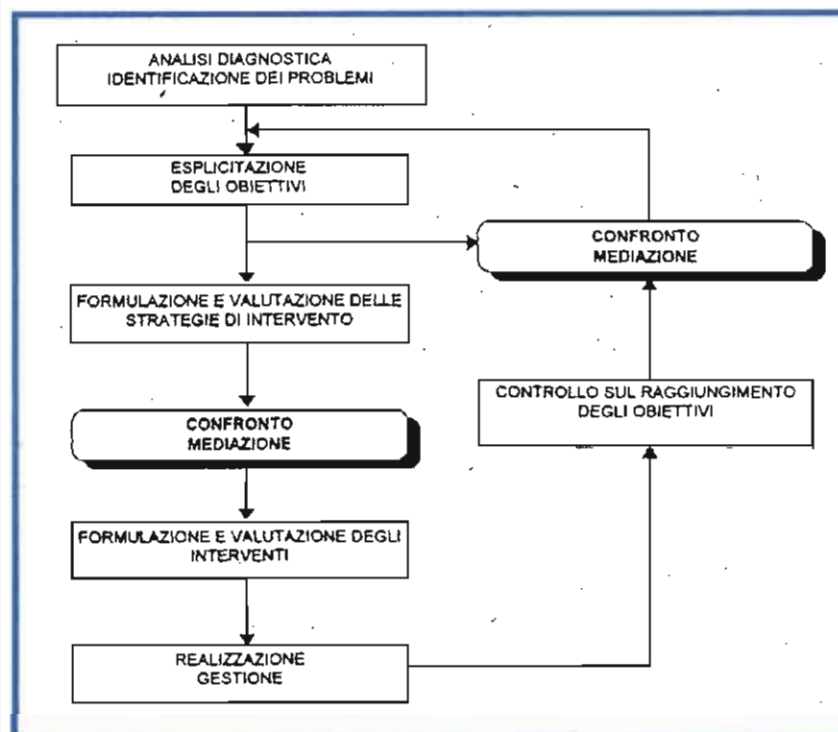 ANALISI DIAGNOSTICA
IDENTIFICAZIONE DEI PROBLEMI
ESPLICITAZIONE
DEGLI OBIETTIVI
CONFRONTO
MEDIAZIONE
FORMULAZIONE E VALUTAZIONE DELLE
STRATEGIE DI INTERVENTO
CONTROLLO SUL RAGGIUNGIMENTO
DEGLI OBIETTIVI
CONFRONTO
MEDIAZIONE
FORMULAZIONE E VALUTAZIONE DEGLI
INTERVENTI
REALIZZAZIONE
GESTIONE